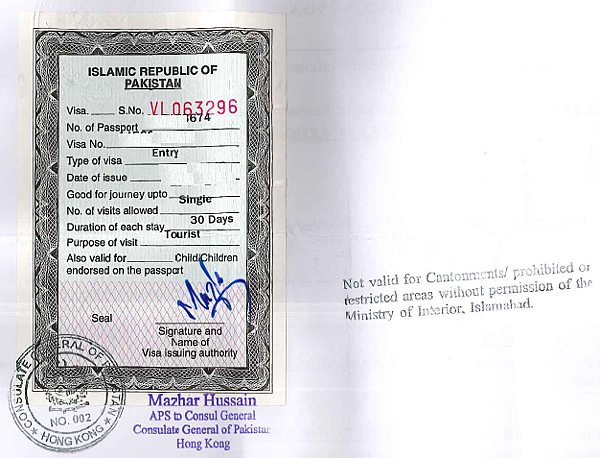 ISLAMIC REPUBLIC OF
PAKISTAN
Visa. S.No. VL063296
1674
No. of Passport
Visa No.
Entry
Type of visa
Date of issue
Good for journey upto
Single
No. of visits allowed
30 Days
Duration of each stay
Tourist
Purpose of visit
Also valid for Child/Children
endorsed on the passport
Seal
Signature and
Name of
Visa issuing authority
CONSULATE GENERAL OF PAKISTAN
NO. 002
HONG KONG
Mazhar Hussain
APS to Consul General
Consulate General of Pakistan
Hong Kong
Not valid for Cantonments/ prohibited or
restricted areas without permission of the
Ministry of Interior, Islamabad.